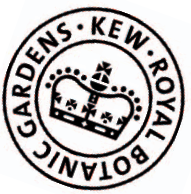 ROYAL BOTANIC GARDENS · KEW ·